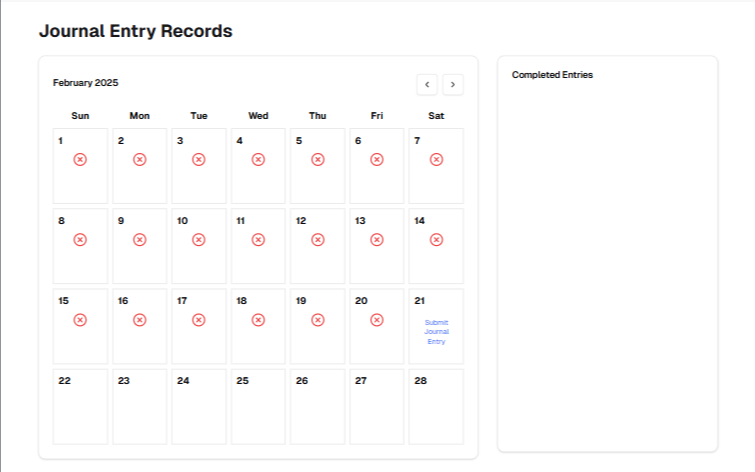 Journal Entry Records
February 2025
Completed Entries
Sun Mon Tue Wed Thu Fri Sat
1 2 3 4 5 6 7
8 9 10 11 12 13 14
15 16 17 18 19 20 21
Submit
Journal
Entry
22 23 24 25 26 27 28